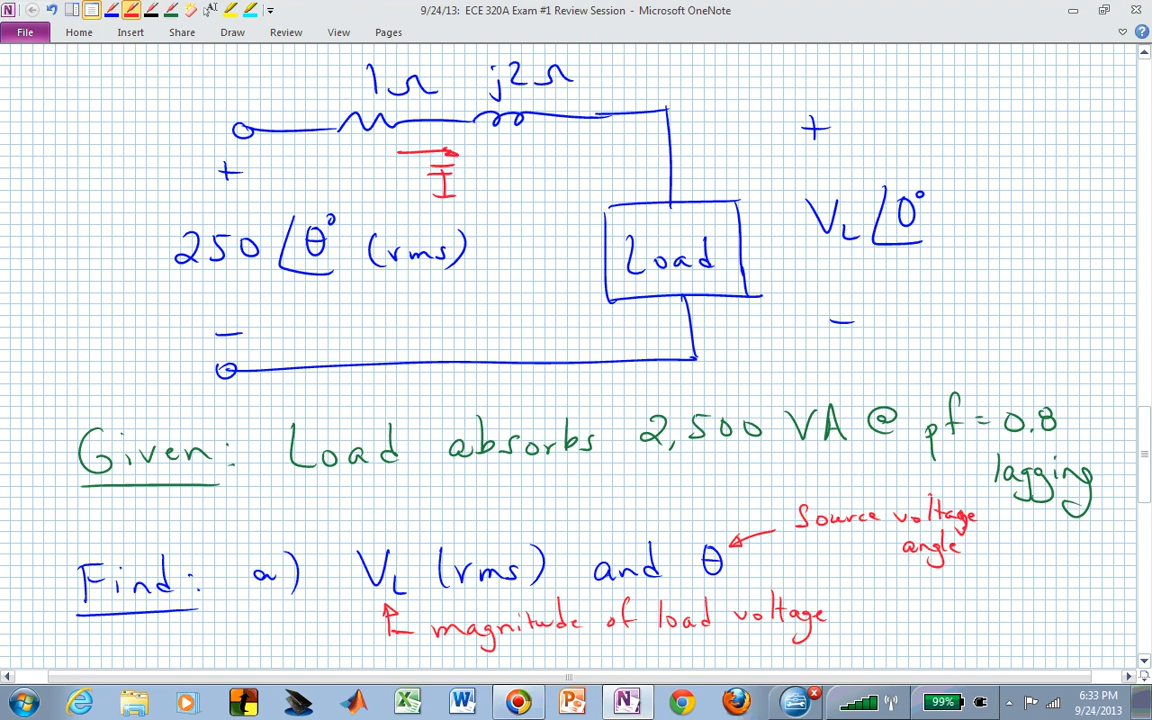 9/24/13: ECE 320A Exam #1 Review Session - Microsoft OneNote
File Home Insert Share Draw Review View Pages
1Ω j2Ω
+ +
I
250 ∠θ° (rms) Load V_L ∠0°
- -
Given: Load absorbs 2,500 VA @ pf = 0.8
lagging
Source voltage
angle
Find: a) V_L (rms) and θ
magnitude of load voltage
99% 6:33 PM
9/24/2013